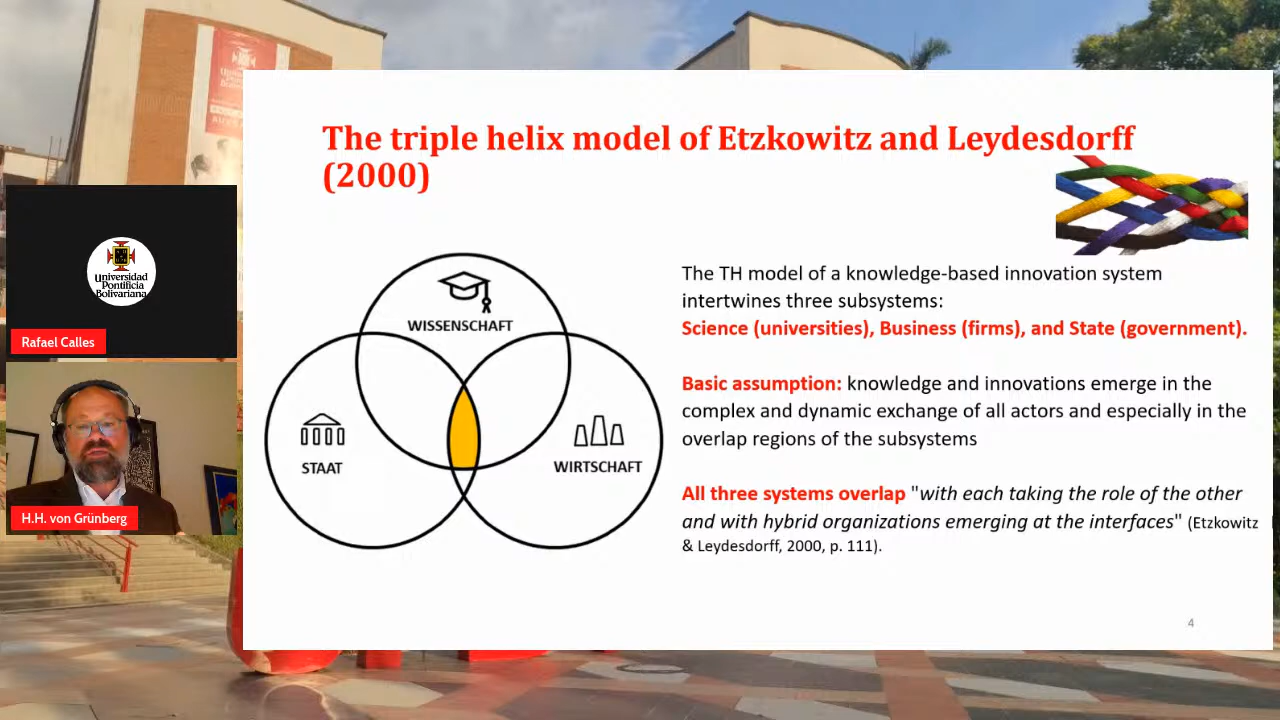 The triple helix model of Etzkowitz and Leydesdorff
(2000)
WISSENSCHAFT
STAAT
WIRTSCHAFT
The TH model of a knowledge-based innovation system
intertwines three subsystems:
Science (universities), Business (firms), and State (government).
Basic assumption: knowledge and innovations emerge in the
complex and dynamic exchange of all actors and especially in the
overlap regions of the subsystems
All three systems overlap "with each taking the role of the other
and with hybrid organizations emerging at the interfaces" (Etzkowitz
& Leydesdorff, 2000, p. 111).
4
Universidad
Pontificia
Bolivariana
Rafael Calles
H.H. von Grünberg